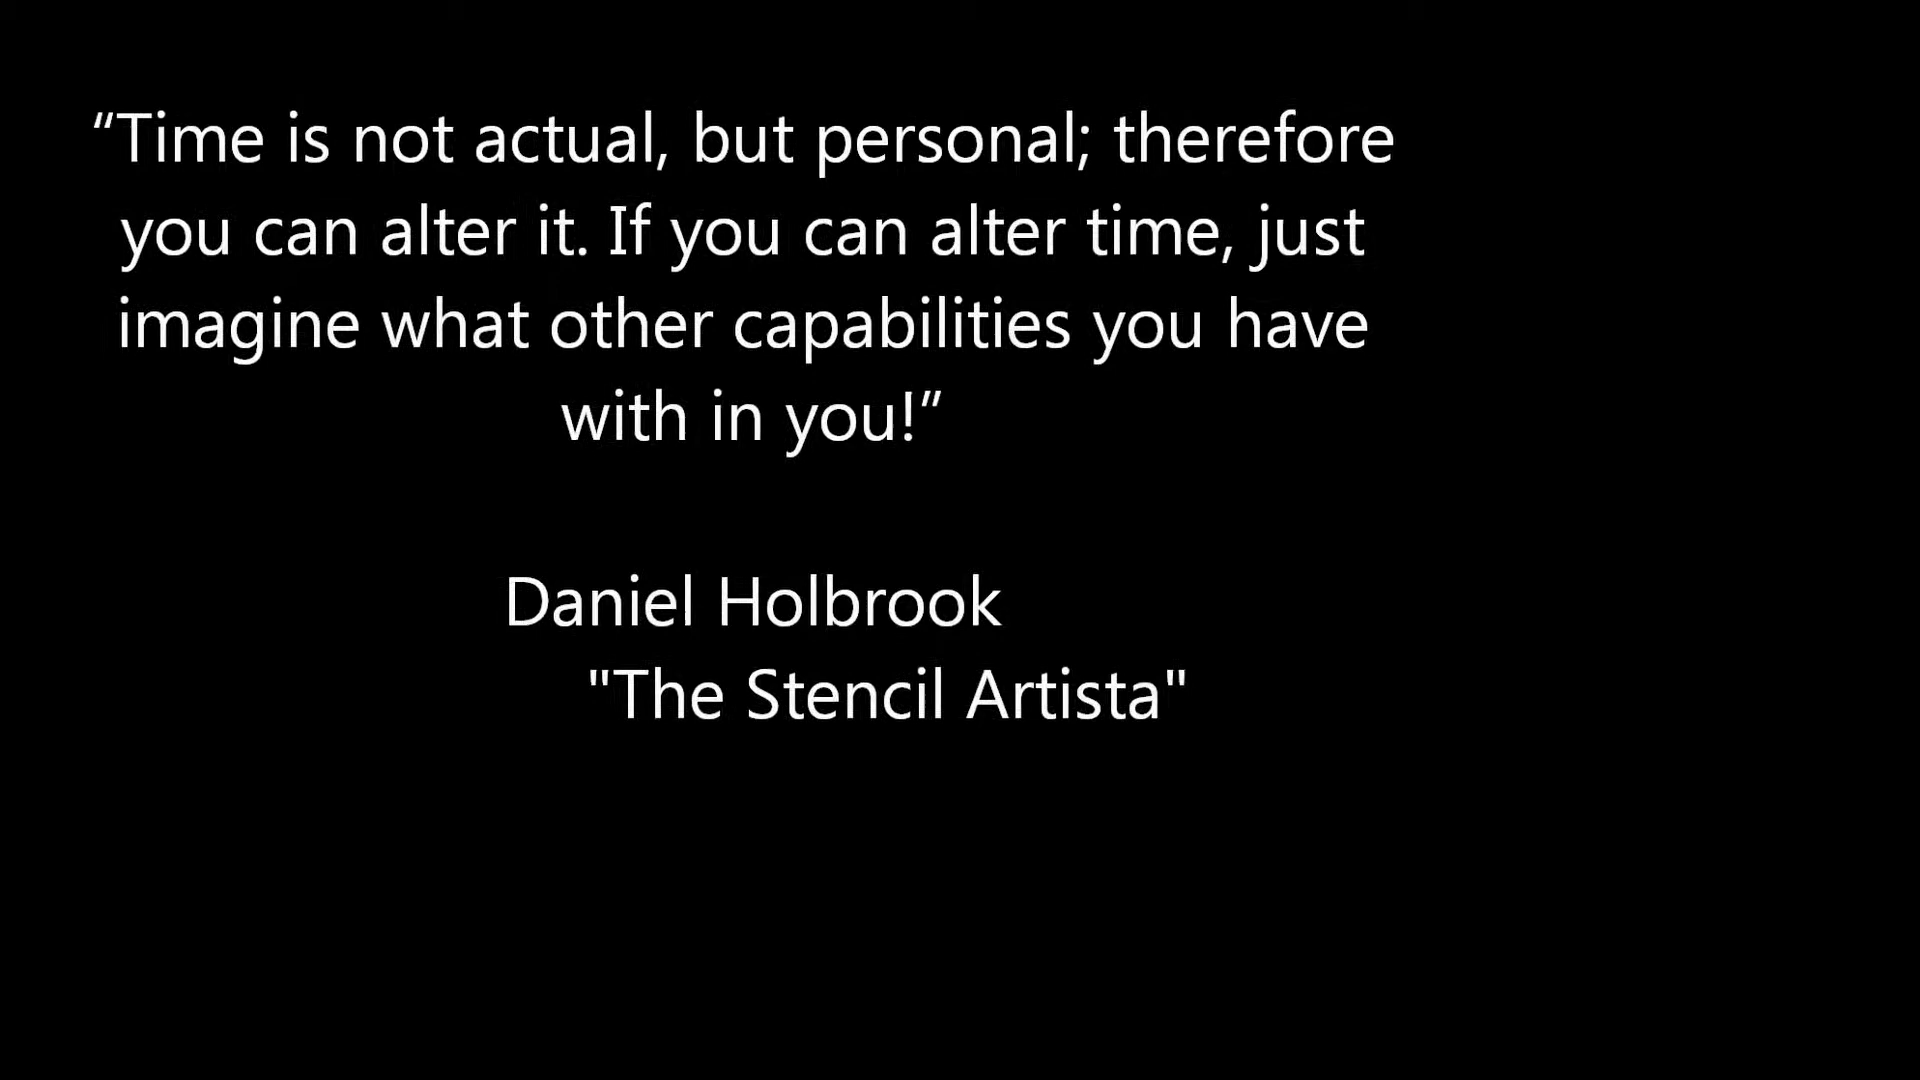 “Time is not actual, but personal; therefore
you can alter it. If you can alter time, just
imagine what other capabilities you have
with in you!”
Daniel Holbrook
"The Stencil Artista"